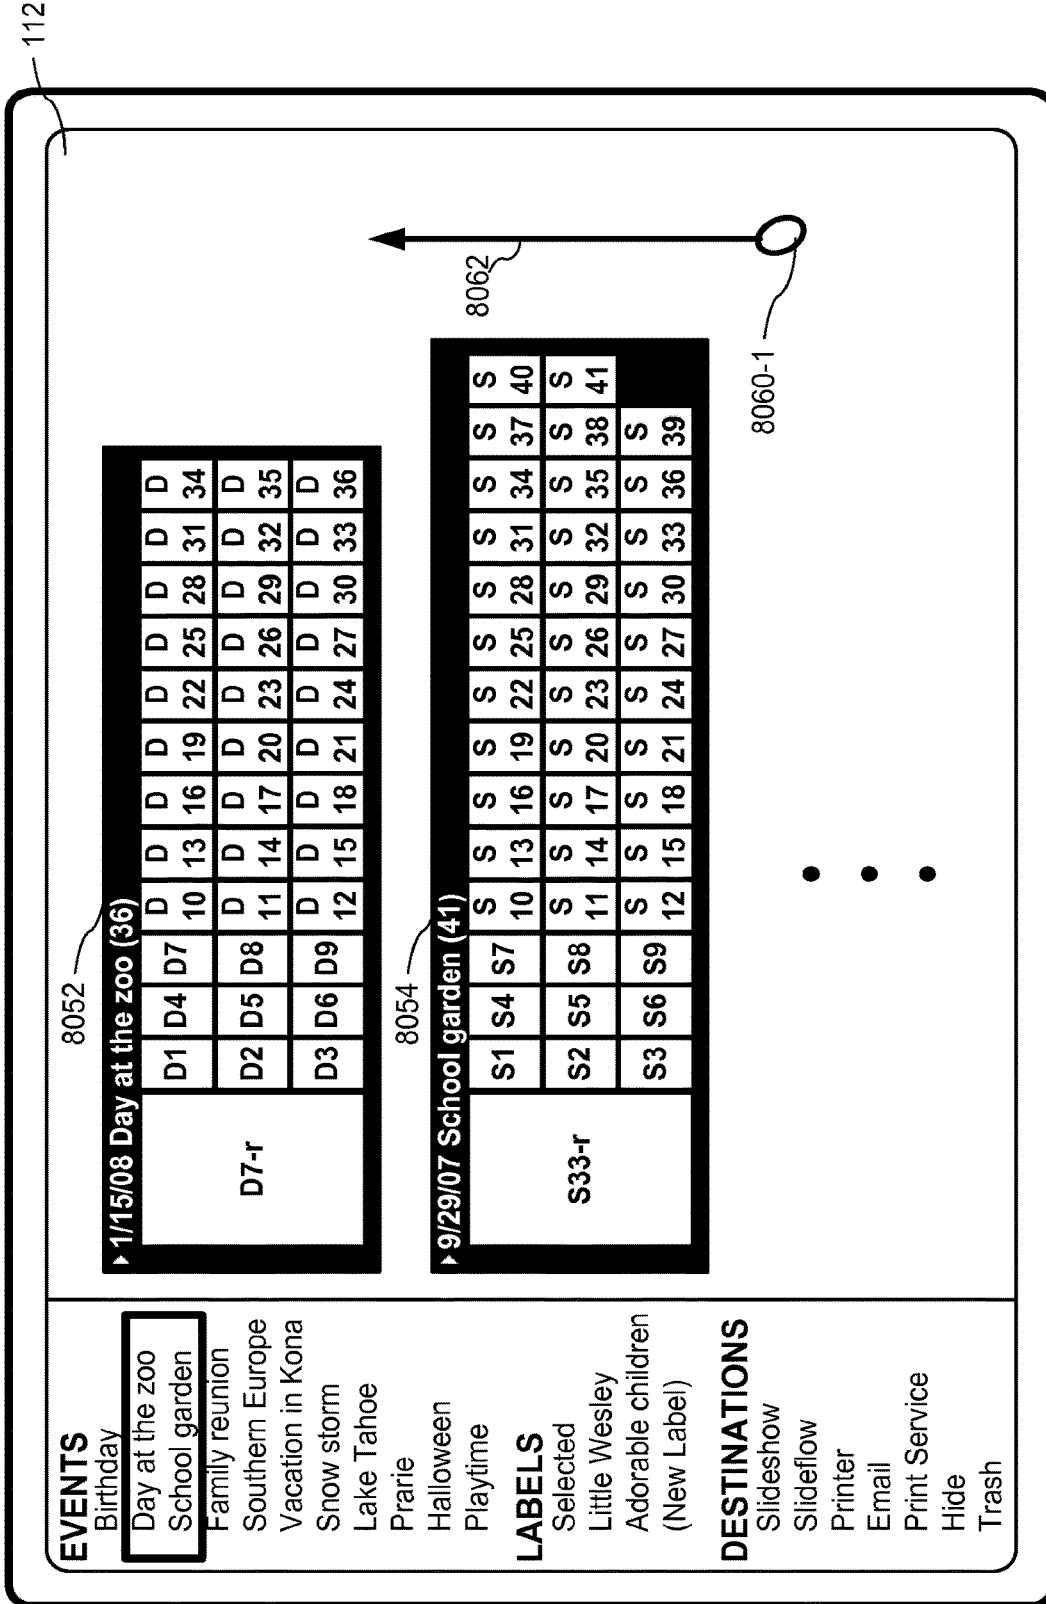 112
EVENTS
Birthday
Day at the zoo
School garden
Family reunion
Southern Europe
Vacation in Kona
Snow storm
Lake Tahoe
Prarie
Halloween
Playtime
LABELS
Selected
Little Wesley
Adorable children
(New Label)
DESTINATIONS
Slideshow
Slideflow
Printer
Email
Print Service
Hide
Trash
8052
1/15/08 Day at the zoo (36)
D7-r
D1 D4 D7 D 10 D 13 D 16 D 19 D 22 D 25 D 28 D 31 D 34
D2 D5 D8 D 11 D 14 D 17 D 20 D 23 D 26 D 29 D 32 D 35
D3 D6 D9 D 12 D 15 D 18 D 21 D 24 D 27 D 30 D 33 D 36
8054
9/29/07 School garden (41)
S33-r
S1 S4 S7 S 10 S 13 S 16 S 19 S 22 S 25 S 28 S 31 S 34 S 37 S 40
S2 S5 S8 S 11 S 14 S 17 S 20 S 23 S 26 S 29 S 32 S 35 S 38 S 41
S3 S6 S9 S 12 S 15 S 18 S 21 S 24 S 27 S 30 S 33 S 36 S 39
8062
8060-1